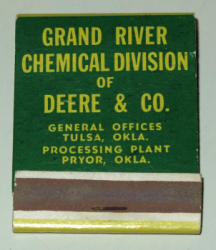 GRAND RIVER
CHEMICAL DIVISION
OF
DEERE & CO.
GENERAL OFFICES
TULSA, OKLA.
PROCESSING PLANT
PRYOR, OKLA.